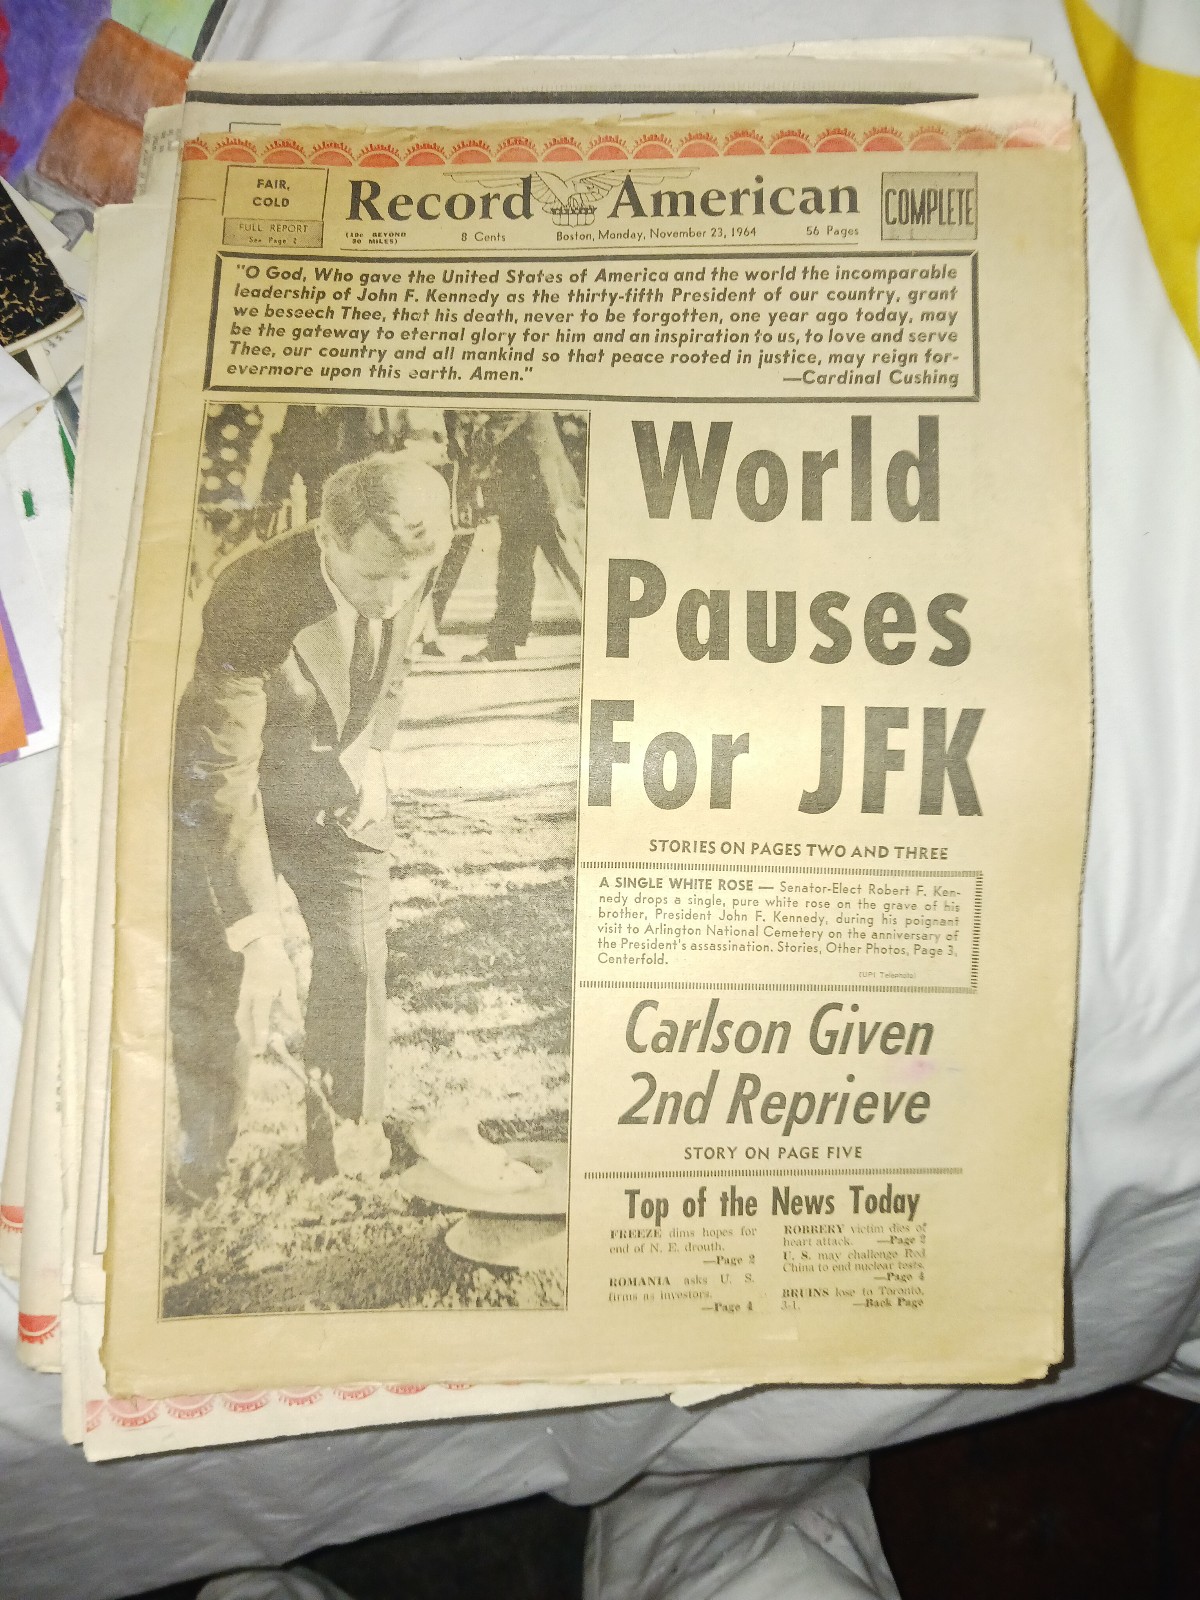 FAIR,
COLD
FULL REPORT
See Page 2
Record American
COMPLETE
(10c BEYOND
30 MILES)
8 Cents
Boston, Monday, November 23, 1964
56 Pages
"O God, Who gave the United States of America and the world the incomparable
leadership of John F. Kennedy as the thirty-fifth President of our country, grant
we beseech Thee, that his death, never to be forgotten, one year ago today, may
be the gateway to eternal glory for him and an inspiration to us, to love and serve
Thee, our country and all mankind so that peace rooted in justice, may reign for-
evermore upon this earth. Amen."
—Cardinal Cushing
World
Pauses
For JFK
STORIES ON PAGES TWO AND THREE
A SINGLE WHITE ROSE — Senator-Elect Robert F. Ken-
nedy drops a single, pure white rose on the grave of his
brother, President John F. Kennedy, during his poignant
visit to Arlington National Cemetery on the anniversary of
the President's assassination. Stories, Other Photos, Page 3,
Centerfold.
(UPI Telephoto)
Carlson Given
2nd Reprieve
STORY ON PAGE FIVE
Top of the News Today
FREEZE dims hopes for
end of N. E. drouth.
—Page 2
ROMANIA asks U. S.
firms as investors.
—Page 4
ROBBERY victim dies of
heart attack. —Page 2
U. S. may challenge Red
China to end nuclear tests.
—Page 4
BRUINS lose to Toronto,
3-1. —Back Page